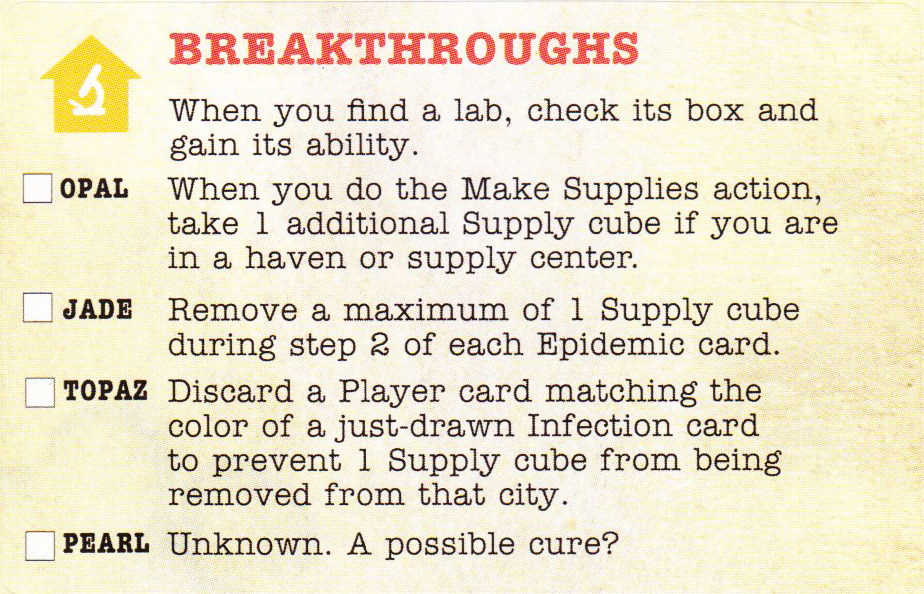 BREAKTHROUGHS
When you find a lab, check its box and
gain its ability.
OPAL When you do the Make Supplies action,
take 1 additional Supply cube if you are
in a haven or supply center.
JADE Remove a maximum of 1 Supply cube
during step 2 of each Epidemic card.
TOPAZ Discard a Player card matching the
color of a just-drawn Infection card
to prevent 1 Supply cube from being
removed from that city.
PEARL Unknown. A possible cure?